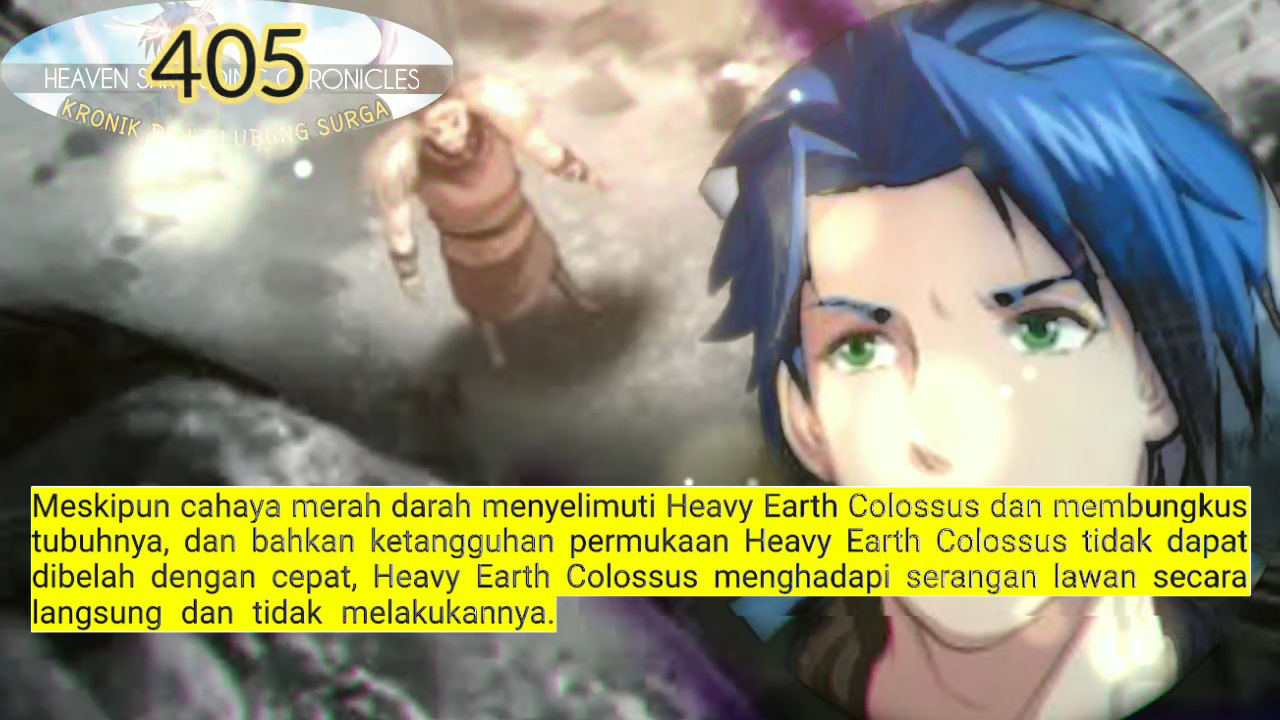 405
HEAVEN CHRONICLES
KRONIK SURGA
Meskipun cahaya merah darah menyelimuti Heavy Earth Colossus dan membungkus
tubuhnya, dan bahkan ketangguhan permukaan Heavy Earth Colossus tidak dapat
dibelah dengan cepat, Heavy Earth Colossus menghadapi serangan lawan secara
langsung dan tidak melakukannya.